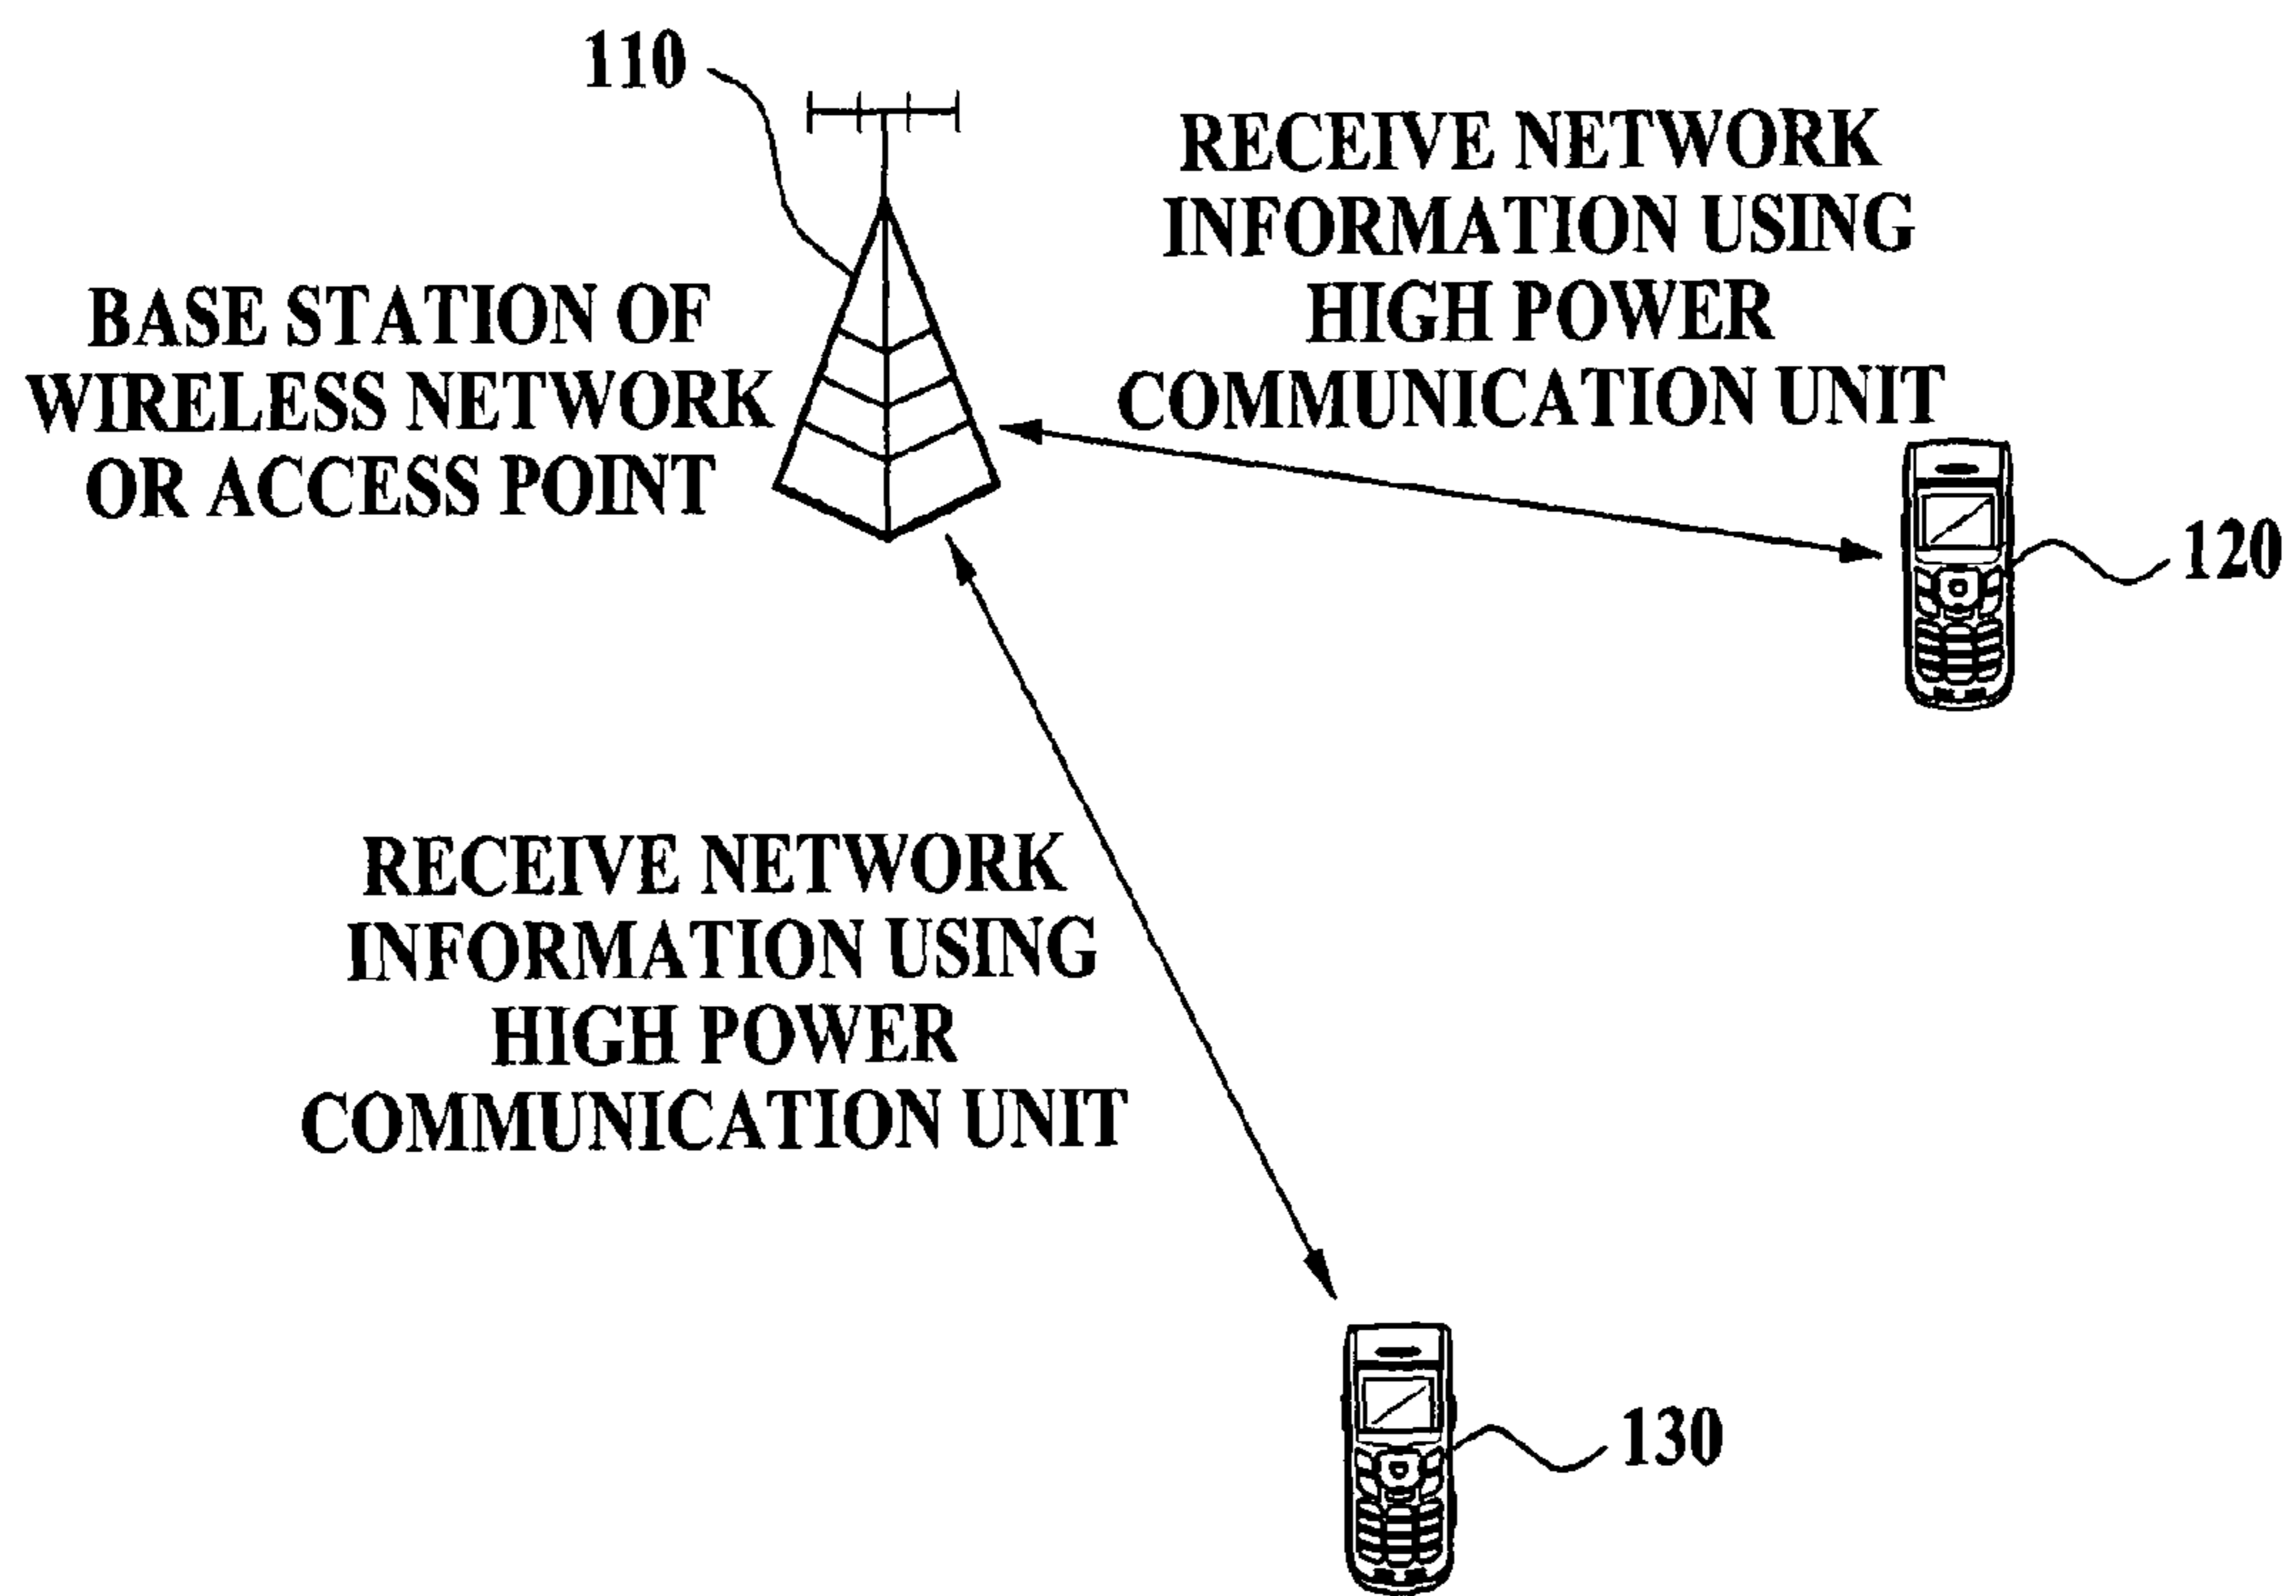 110
RECEIVE NETWORK
INFORMATION USING
HIGH POWER
COMMUNICATION UNIT
BASE STATION OF
WIRELESS NETWORK
OR ACCESS POINT
120
RECEIVE NETWORK
INFORMATION USING
HIGH POWER
COMMUNICATION UNIT
130